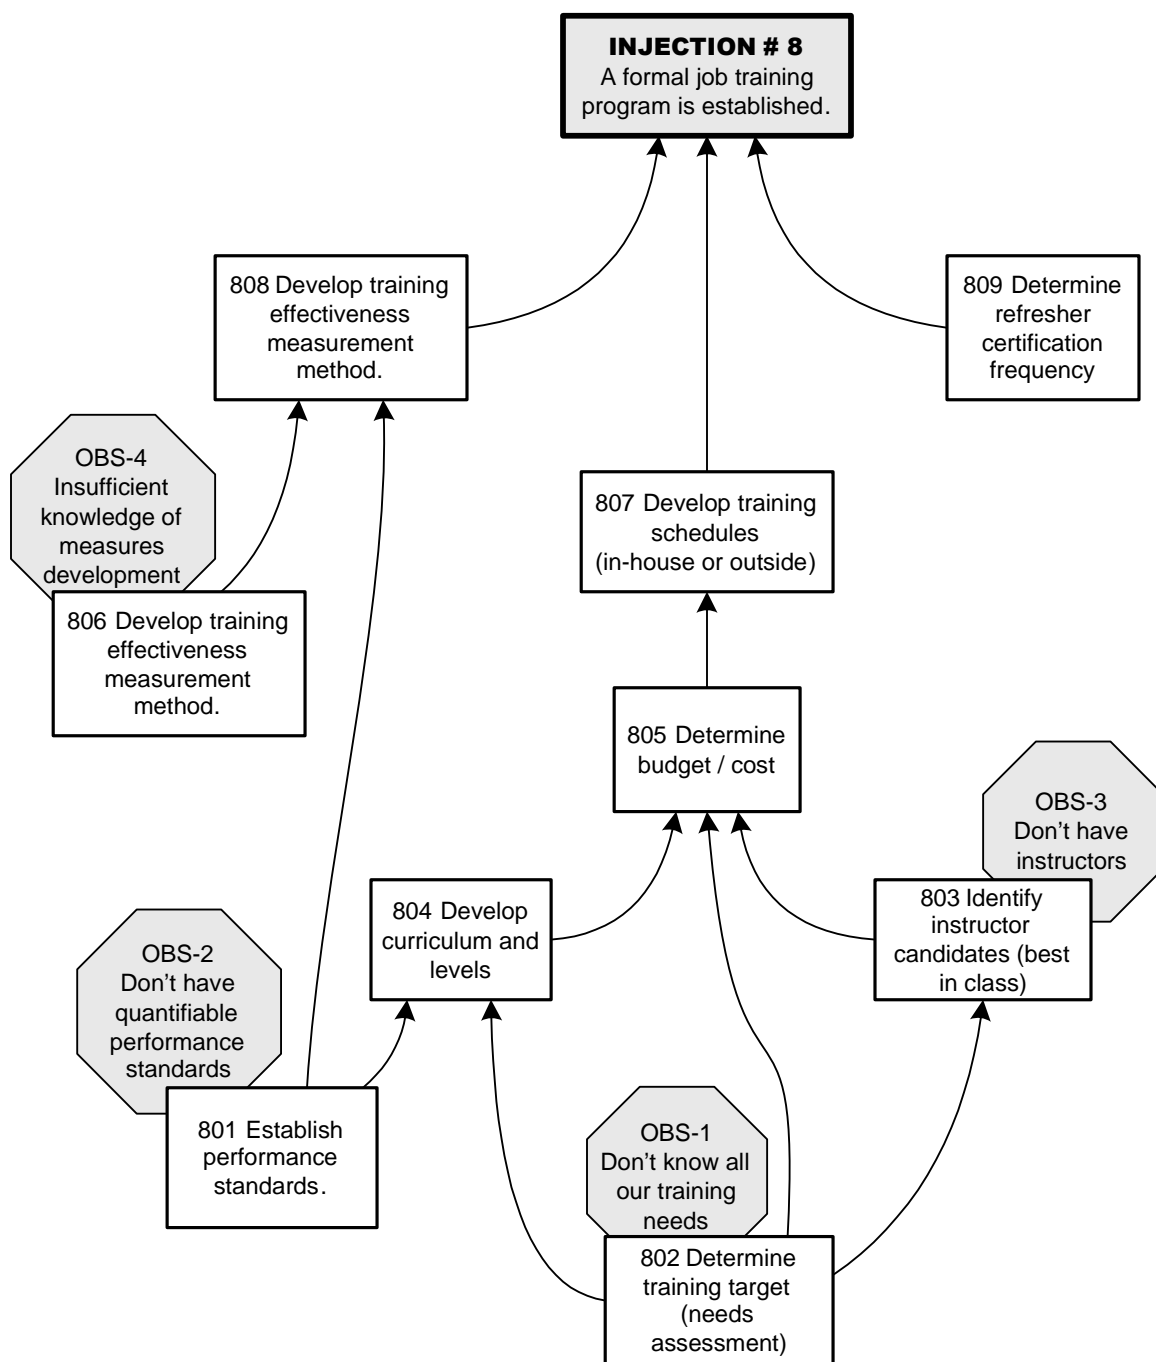 INJECTION # 8
A formal job training
program is established.
808 Develop training
effectiveness
measurement
method.
809 Determine
refresher
certification
frequency
OBS-4
Insufficient
knowledge of
measures
development
807 Develop training
schedules
(in-house or outside)
806 Develop training
effectiveness
measurement
method.
805 Determine
budget / cost
OBS-3
Don’t have
instructors
804 Develop
curriculum and
levels
803 Identify
instructor
candidates (best
in class)
OBS-2
Don’t have
quantifiable
performance
standards
801 Establish
performance
standards.
OBS-1
Don’t know all
our training
needs
802 Determine
training target
(needs
assessment)